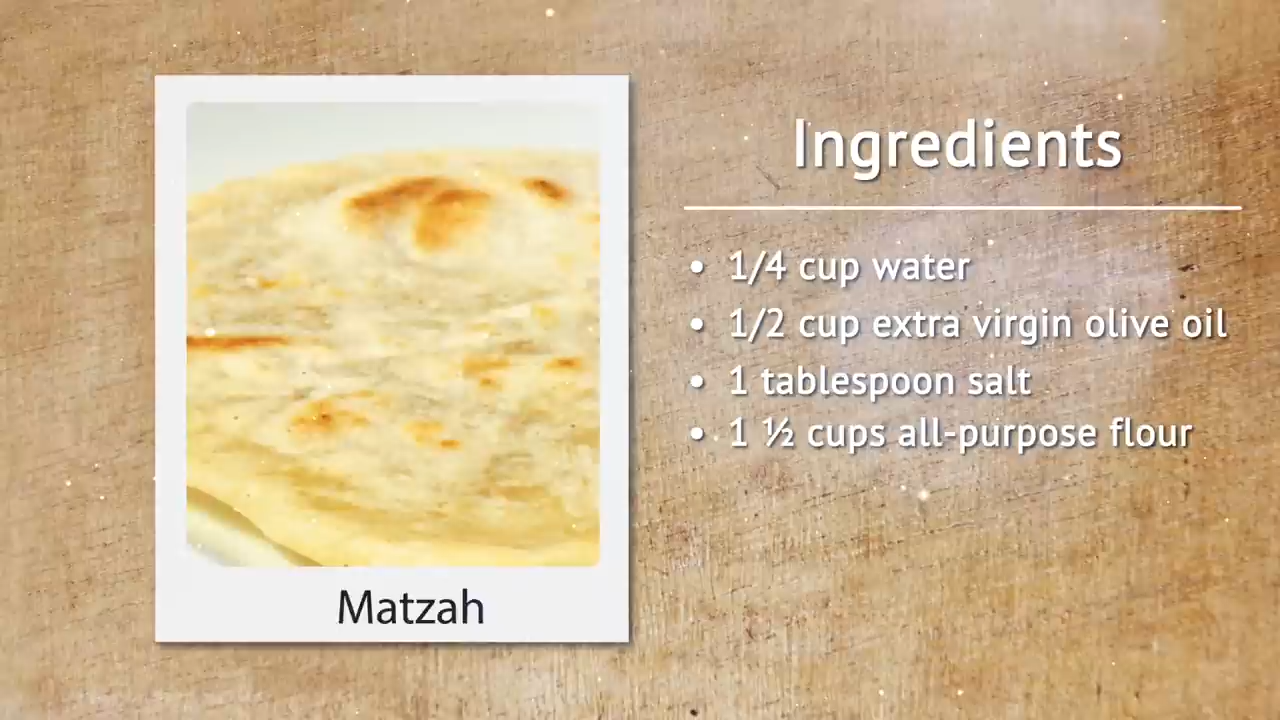 Ingredients
• 1/4 cup water
• 1/2 cup extra virgin olive oil
• 1 tablespoon salt
• 1 ½ cups all-purpose flour
Matzah